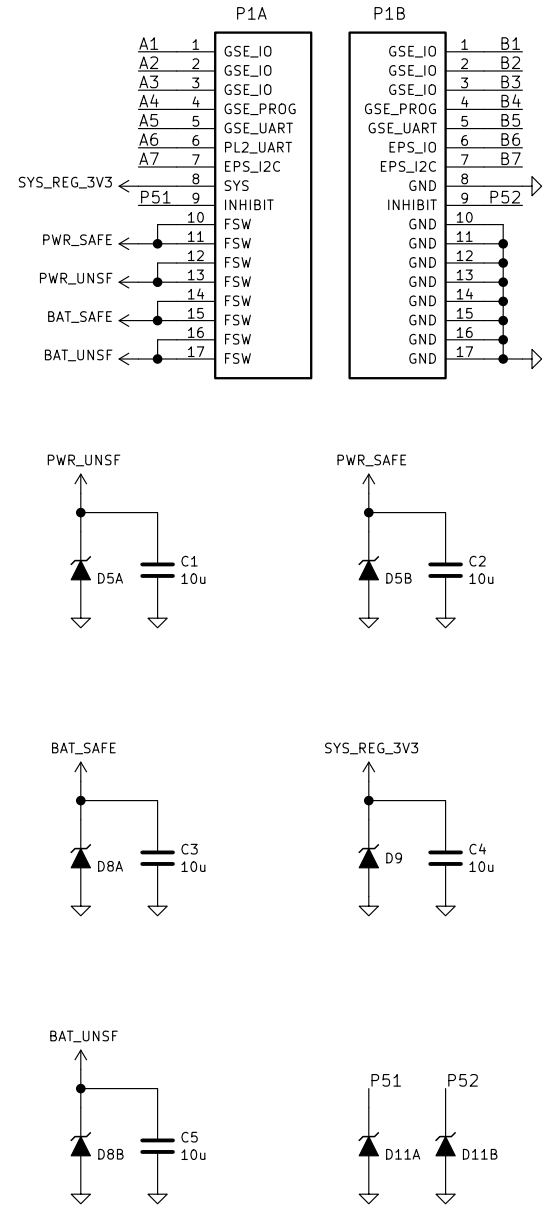 P1A P1B
A1 1 GSE_IO GSE_IO 1 B1
A2 2 GSE_IO GSE_IO 2 B2
A3 3 GSE_IO GSE_IO 3 B3
A4 4 GSE_PROG GSE_PROG 4 B4
A5 5 GSE_UART GSE_UART 5 B5
A6 6 PL2_UART EPS_IO 6 B6
A7 7 EPS_I2C EPS_I2C 7 B7
SYS_REG_3V3 8 SYS GND 8
P51 9 INHIBIT INHIBIT 9 P52
10 FSW GND 10
PWR_SAFE 11 FSW GND 11
12 FSW GND 12
PWR_UNSF 13 FSW GND 13
14 FSW GND 14
BAT_SAFE 15 FSW GND 15
16 FSW GND 16
BAT_UNSF 17 FSW GND 17
PWR_UNSF PWR_SAFE
C1 C2
D5A 10u D5B 10u
BAT_SAFE SYS_REG_3V3
C3 C4
D8A 10u D9 10u
BAT_UNSF
P51 P52
C5
D8B 10u D11A D11B